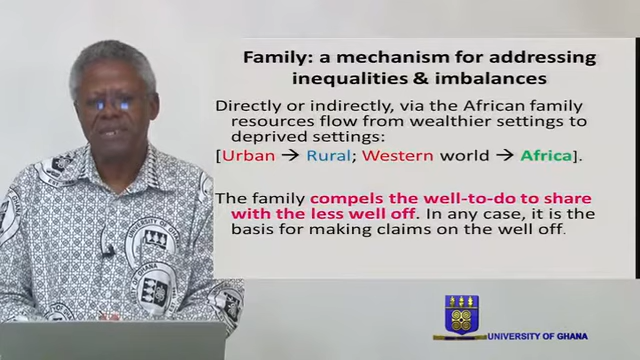 Family: a mechanism for addressing
inequalities & imbalances
Directly or indirectly, via the African family
resources flow from wealthier settings to
deprived settings:
[Urban → Rural; Western world → Africa].
The family compels the well-to-do to share
with the less well off. In any case, it is the
basis for making claims on the well off.
UNIVERSITY OF GHANA
UNIVERSITY OF GHANA